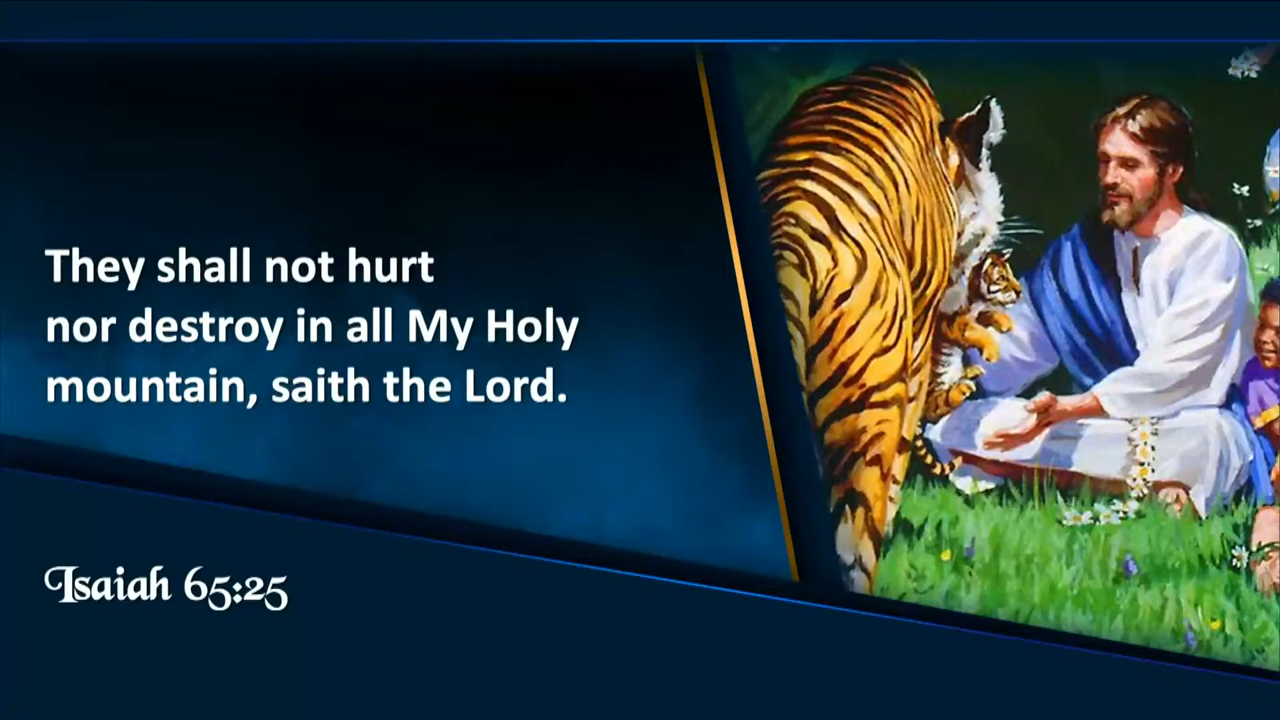 They shall not hurt
nor destroy in all My Holy
mountain, saith the Lord.
Isaiah 65:25